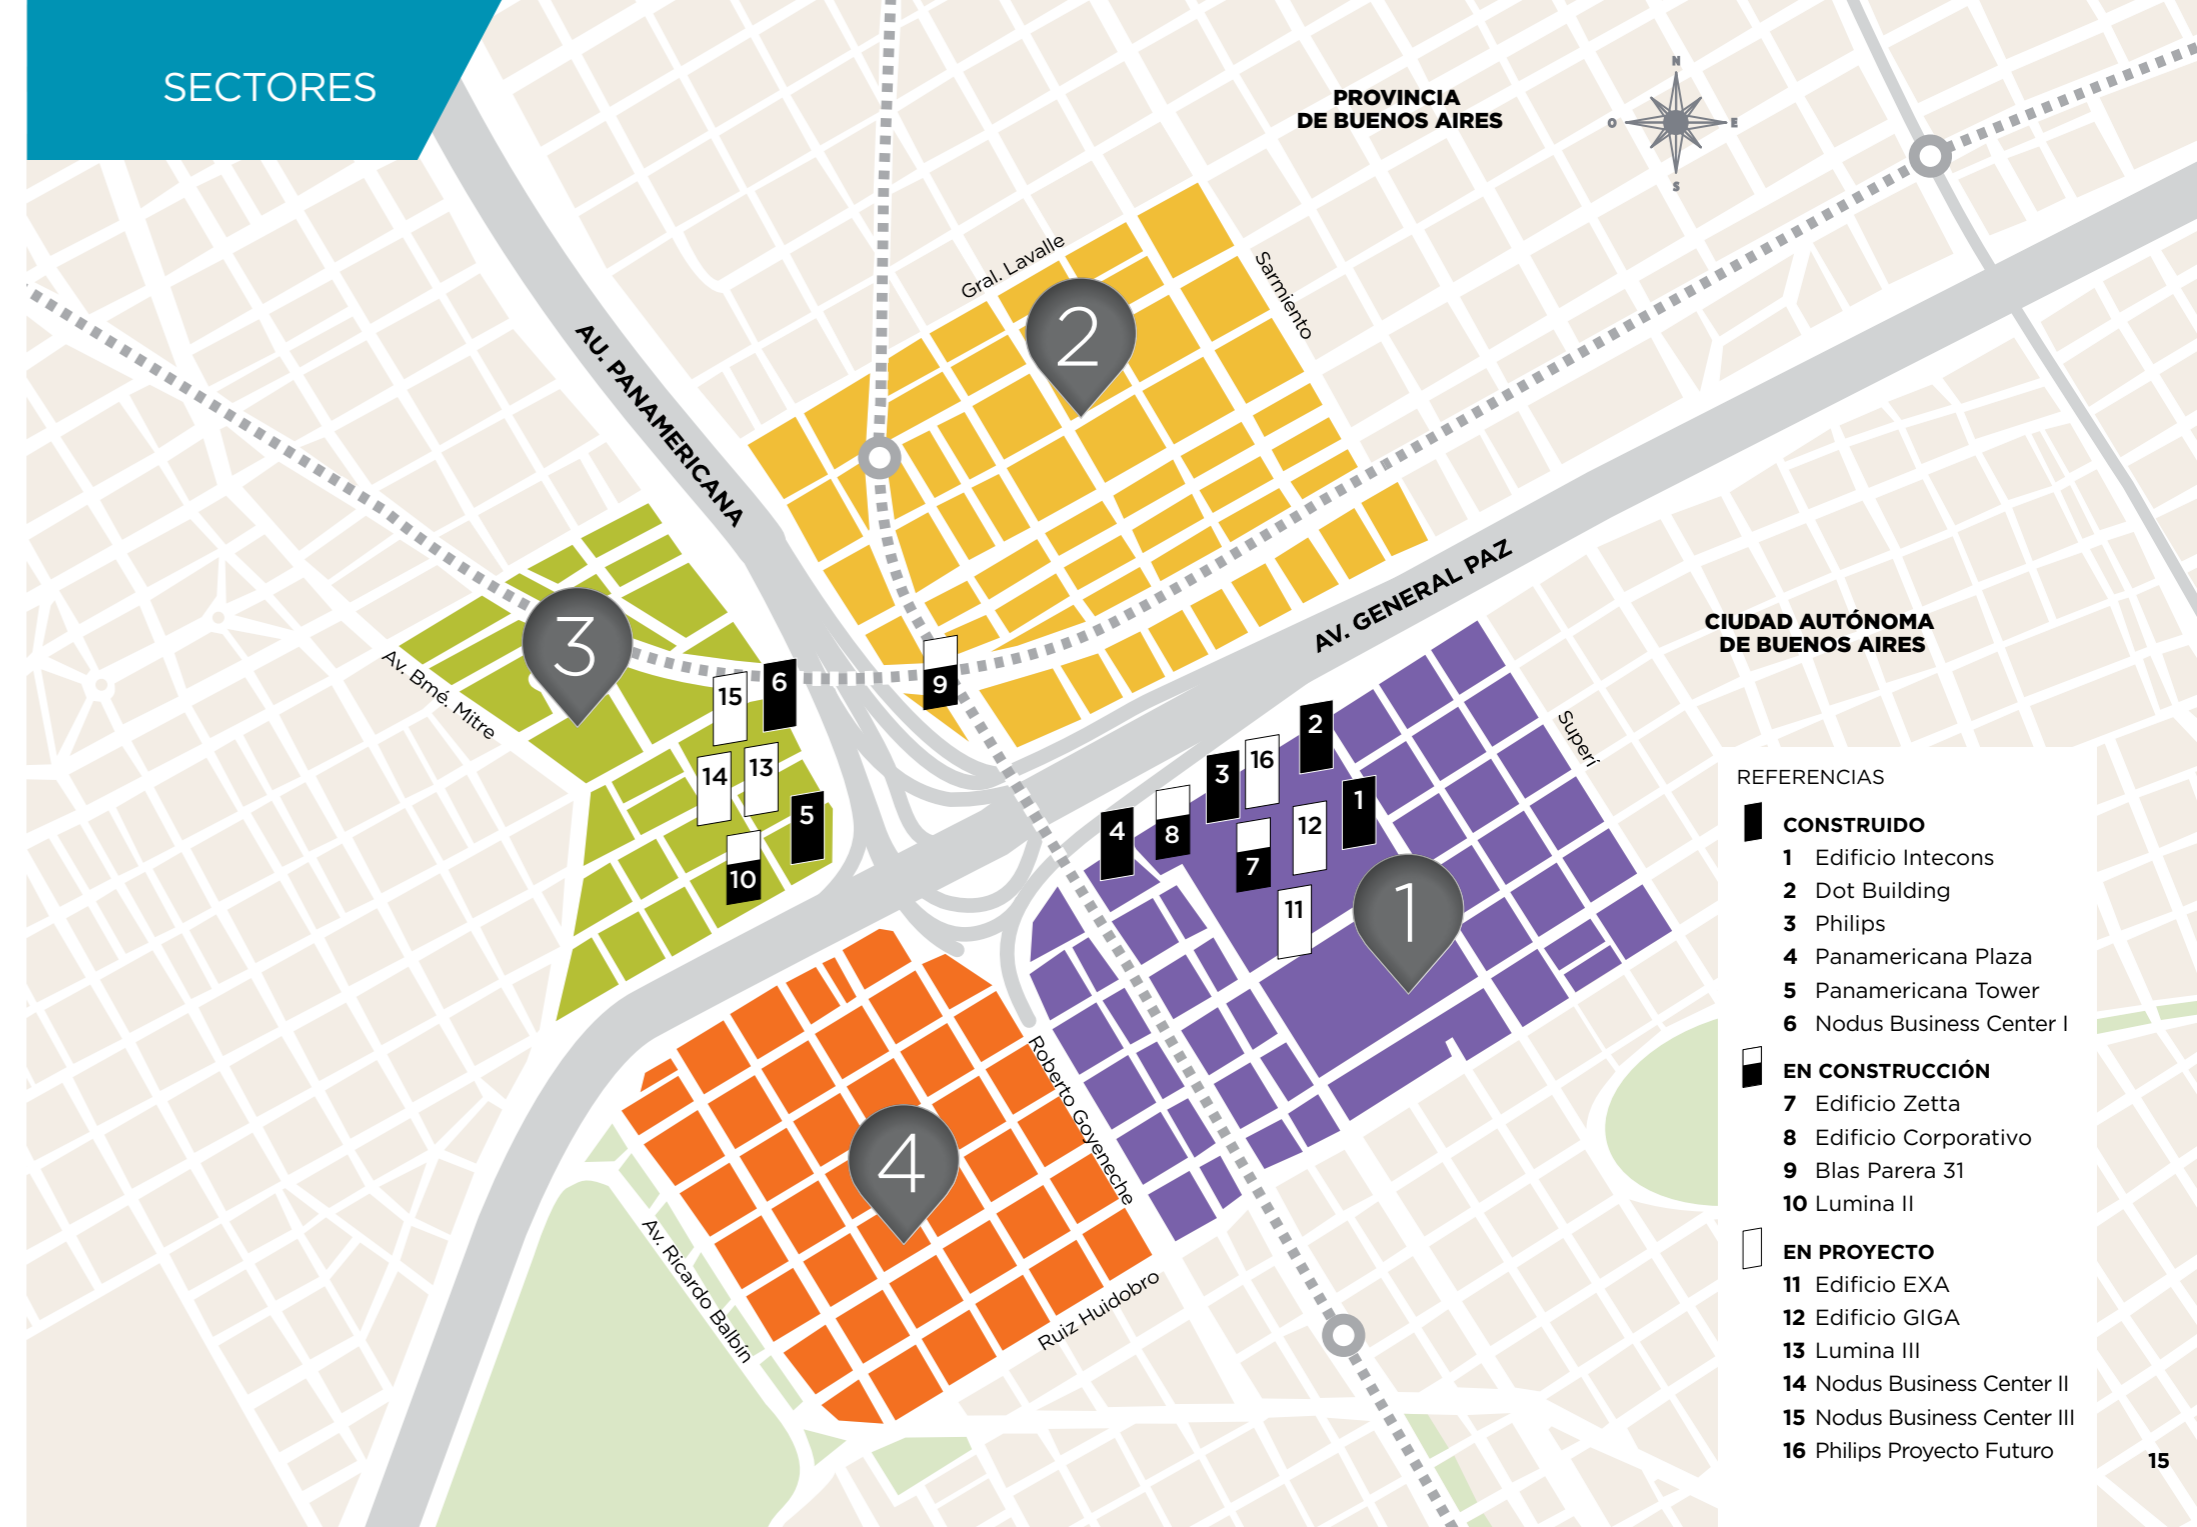 SECTORES
PROVINCIA
DE BUENOS AIRES
N
O
E
S
Gral. Lavalle
Sarmiento
2
AU. PANAMERICANA
AV. GENERAL PAZ
CIUDAD AUTÓNOMA
DE BUENOS AIRES
3
Av. Bmé. Mitre
15
6
9
14
13
5
10
2
16
3
1
4
8
12
7
11
1
Superí
Roberto Goyeneche
4
Av. Ricardo Balbín
Ruiz Huidobro
REFERENCIAS
CONSTRUIDO
1 Edificio Intecons
2 Dot Building
3 Philips
4 Panamericana Plaza
5 Panamericana Tower
6 Nodus Business Center I
EN CONSTRUCCIÓN
7 Edificio Zetta
8 Edificio Corporativo
9 Blas Parera 31
10 Lumina II
EN PROYECTO
11 Edificio EXA
12 Edificio GIGA
13 Lumina III
14 Nodus Business Center II
15 Nodus Business Center III
16 Philips Proyecto Futuro
15